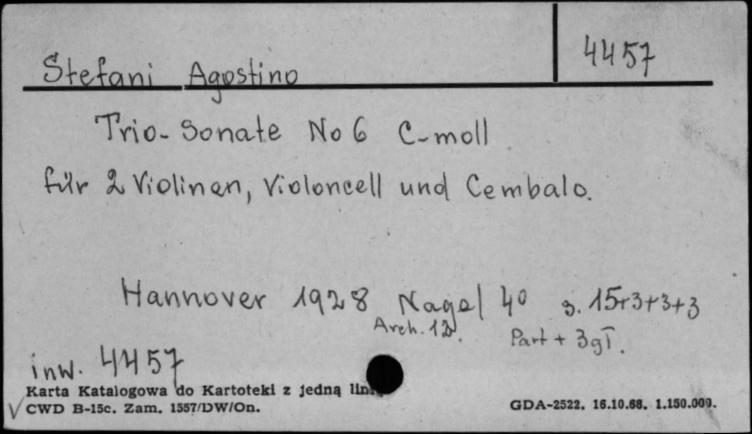 4457
Stefani Agostino
Trio-Sonate No 6 C-moll
für 2 Violinen, Violoncell und Cembalo.
Hannover 1928 Nagel 4° s. 15+3+3+3
Arch. 12. Part + 3 gł.
inw. 4457
Karta Katalogowa do Kartoteki z jedną
CWD B-15c. Zam. 1557/DW/On. GDA-2522. 16.10.68. 1.150.000.